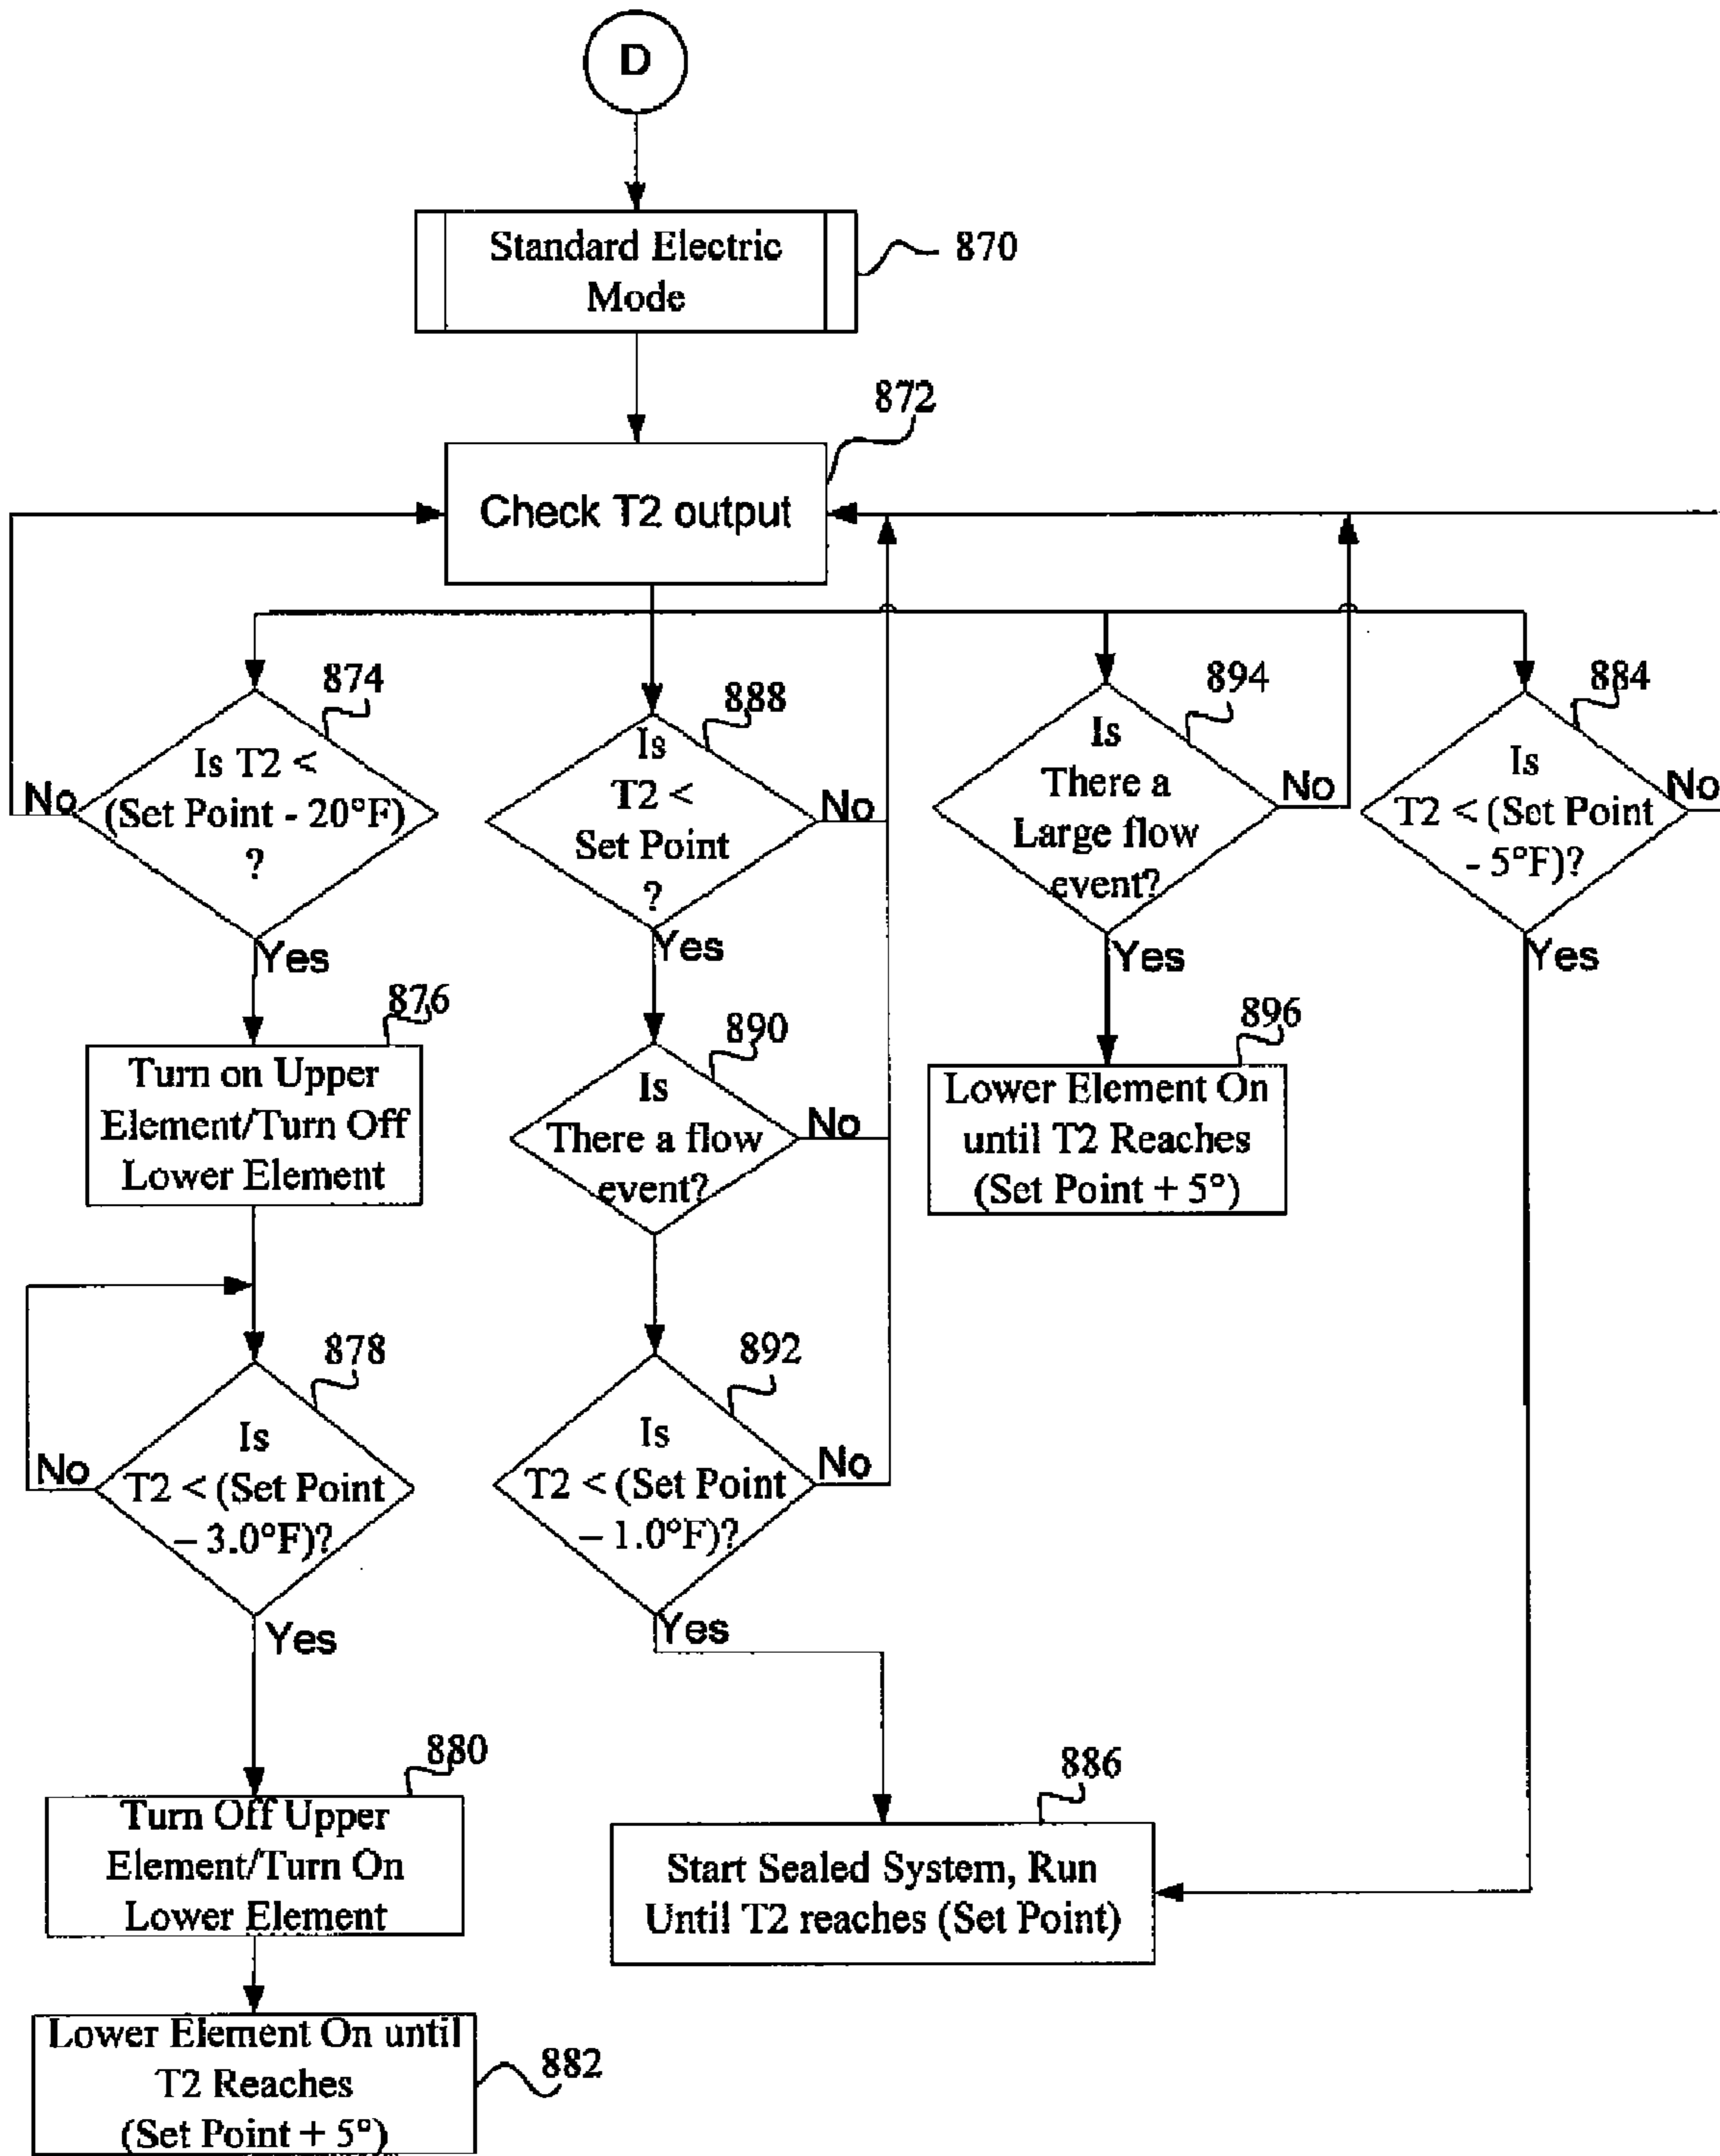 D
Standard Electric
Mode
870
872
Check T2 output
874
Is T2 <
(Set Point - 20°F)
?
No
Yes
888
Is
T2 <
Set Point
?
No
Yes
894
Is
There a
Large flow
event?
No
Yes
884
Is
T2 < (Set Point
- 5°F)?
No
Yes
876
Turn on Upper
Element/Turn Off
Lower Element
890
Is
There a flow
event?
No
896
Lower Element On
until T2 Reaches
(Set Point + 5°)
878
Is
T2 < (Set Point
– 3.0°F)?
No
Yes
892
Is
T2 < (Set Point
– 1.0°F)?
No
Yes
880
Turn Off Upper
Element/Turn On
Lower Element
886
Start Sealed System, Run
Until T2 reaches (Set Point)
Lower Element On until
T2 Reaches
(Set Point + 5°)
882